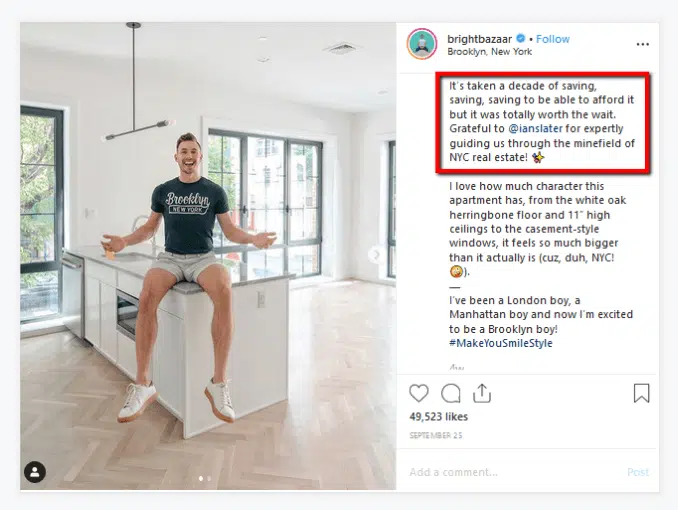 brightbazaar • Follow
Brooklyn, New York
It's taken a decade of saving,
saving, saving to be able to afford it
but it was totally worth the wait.
Grateful to @ianslater for expertly
guiding us through the minefield of
NYC real estate!
I love how much character this
apartment has, from the white oak
herringbone floor and 11″ high
ceilings to the casement-style
windows, it feels so much bigger
than it actually is (cuz, duh, NYC!
).
—
I've been a London boy, a
Manhattan boy and now I'm excited
to be a Brooklyn boy!
#MakeYouSmileStyle
49,523 likes
SEPTEMBER 25
Add a comment... Post
Brooklyn
NEW YORK